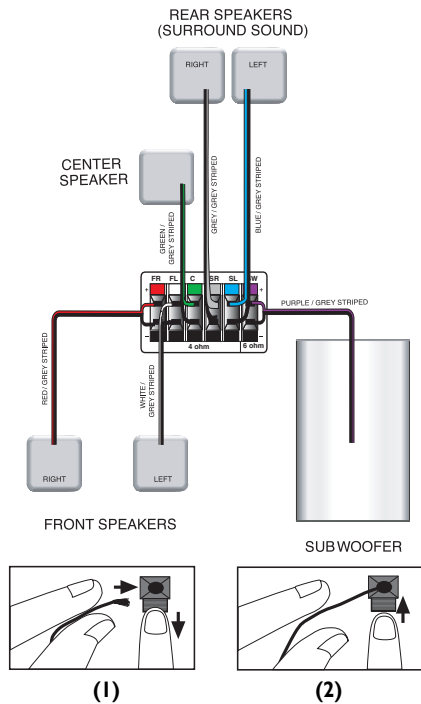 REAR SPEAKERS
(SURROUND SOUND)
RIGHT
LEFT
CENTER
SPEAKER
GREEN /
GREY STRIPED
GREY / GREY STRIPED
BLUE / GREY STRIPED
FR FL C SR SL SW
+ +
PURPLE / GREY STRIPED
– –
4 ohm 6 ohm
RED / GREY STRIPED
WHITE /
GREY STRIPED
RIGHT
LEFT
FRONT SPEAKERS
SUBWOOFER
(1)
(2)